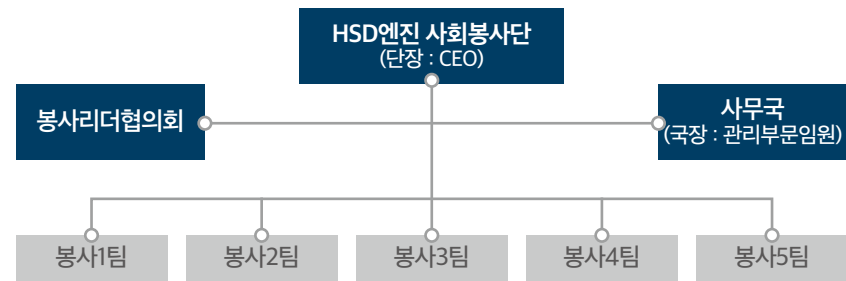 HSD엔진 사회봉사단
(단장 : CEO)
봉사리더협의회
사무국
(국장 : 관리부문임원)
봉사1팀
봉사2팀
봉사3팀
봉사4팀
봉사5팀